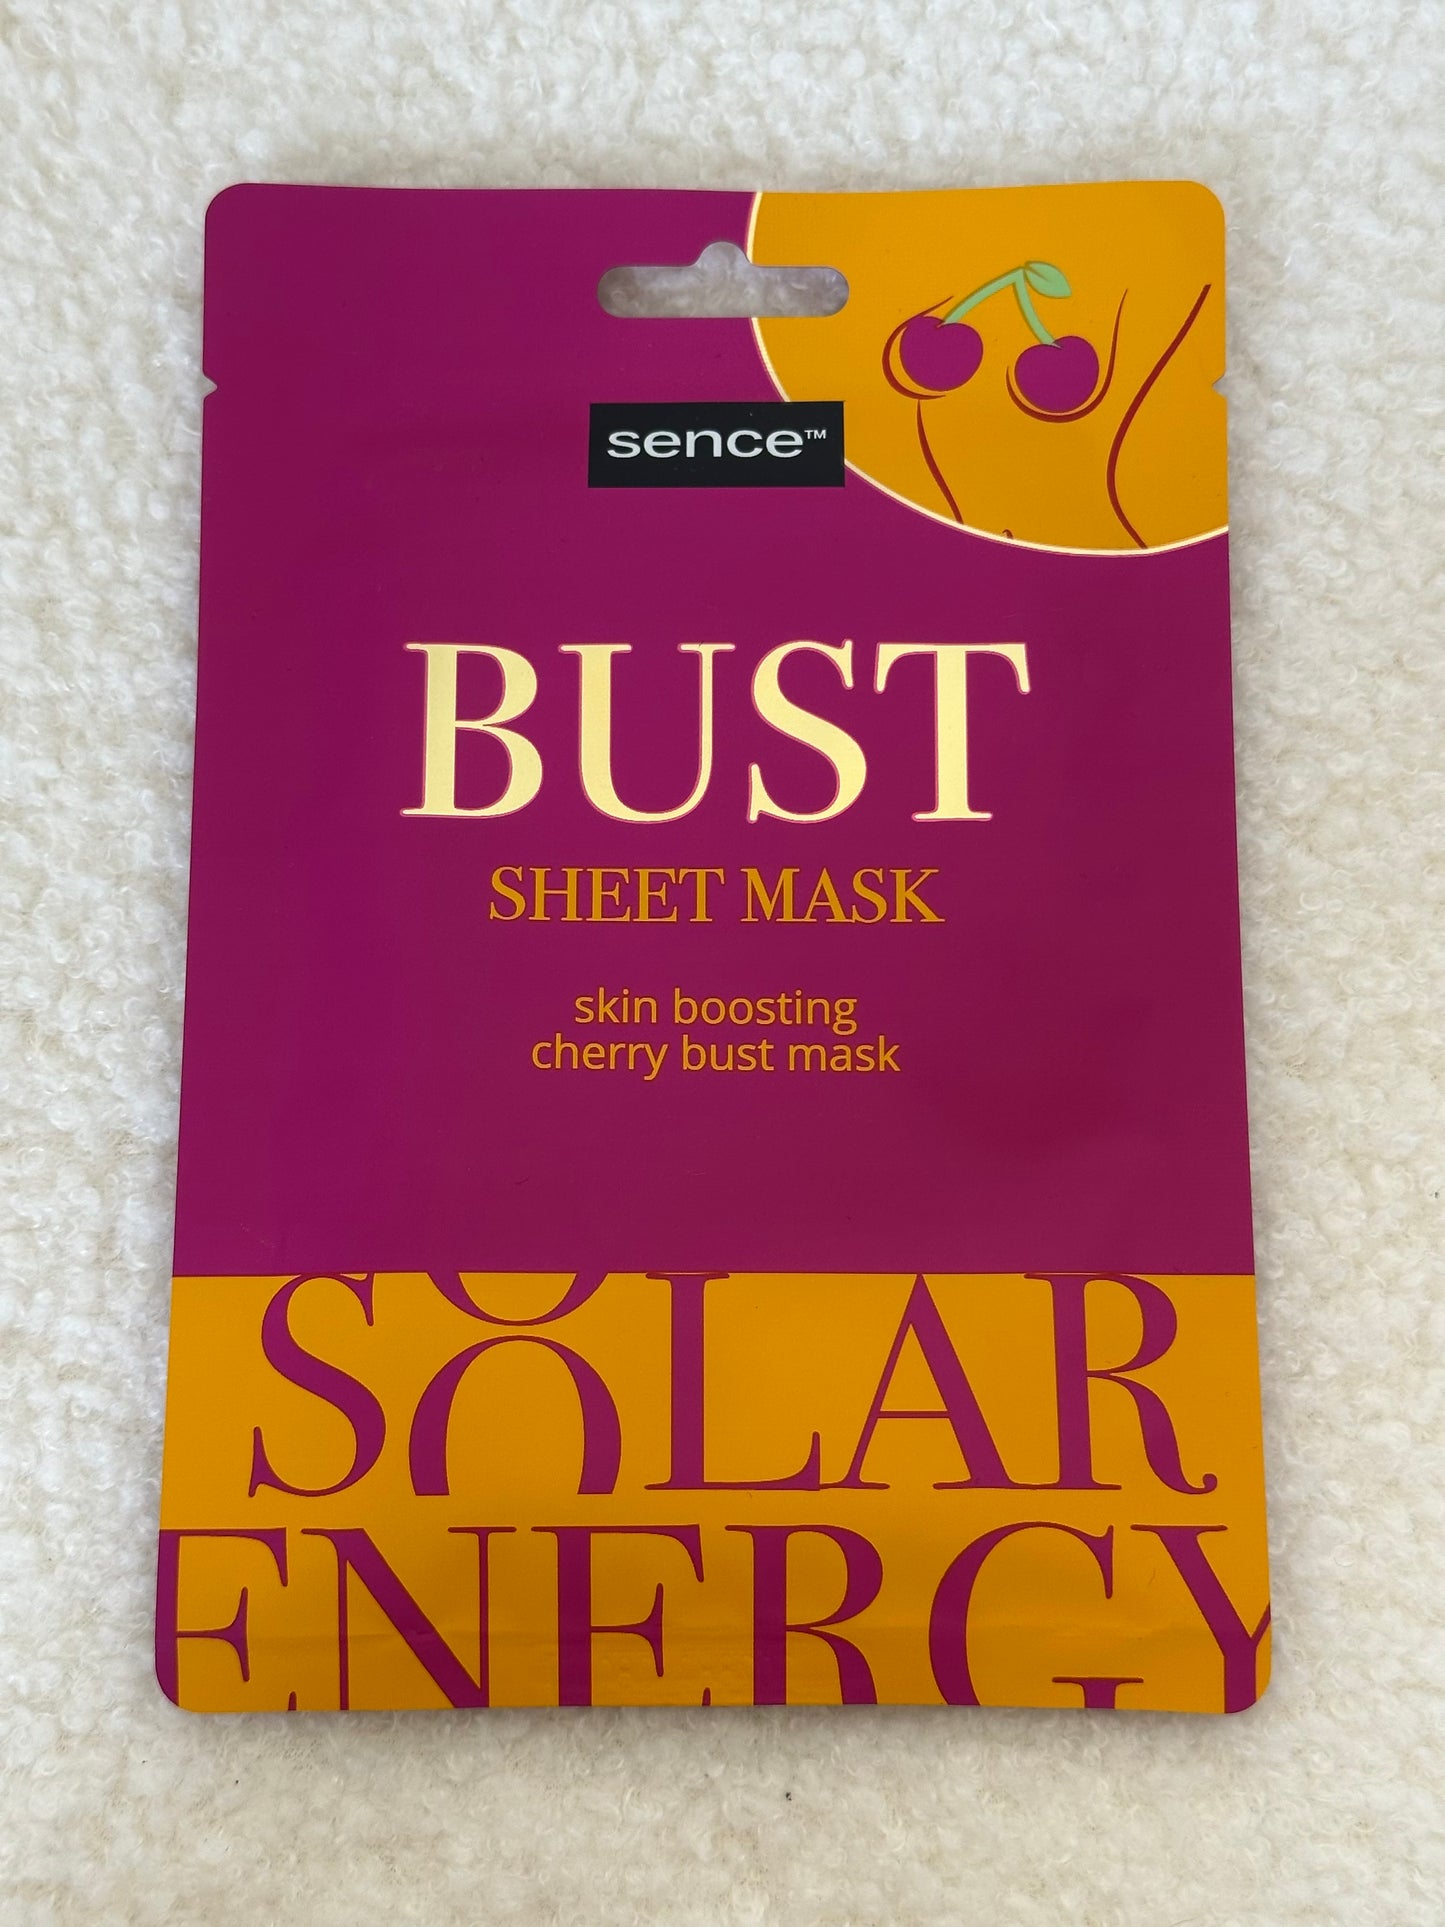 sence™
BUST
SHEET MASK
skin boosting
cherry bust mask
SOLAR
ENERGY